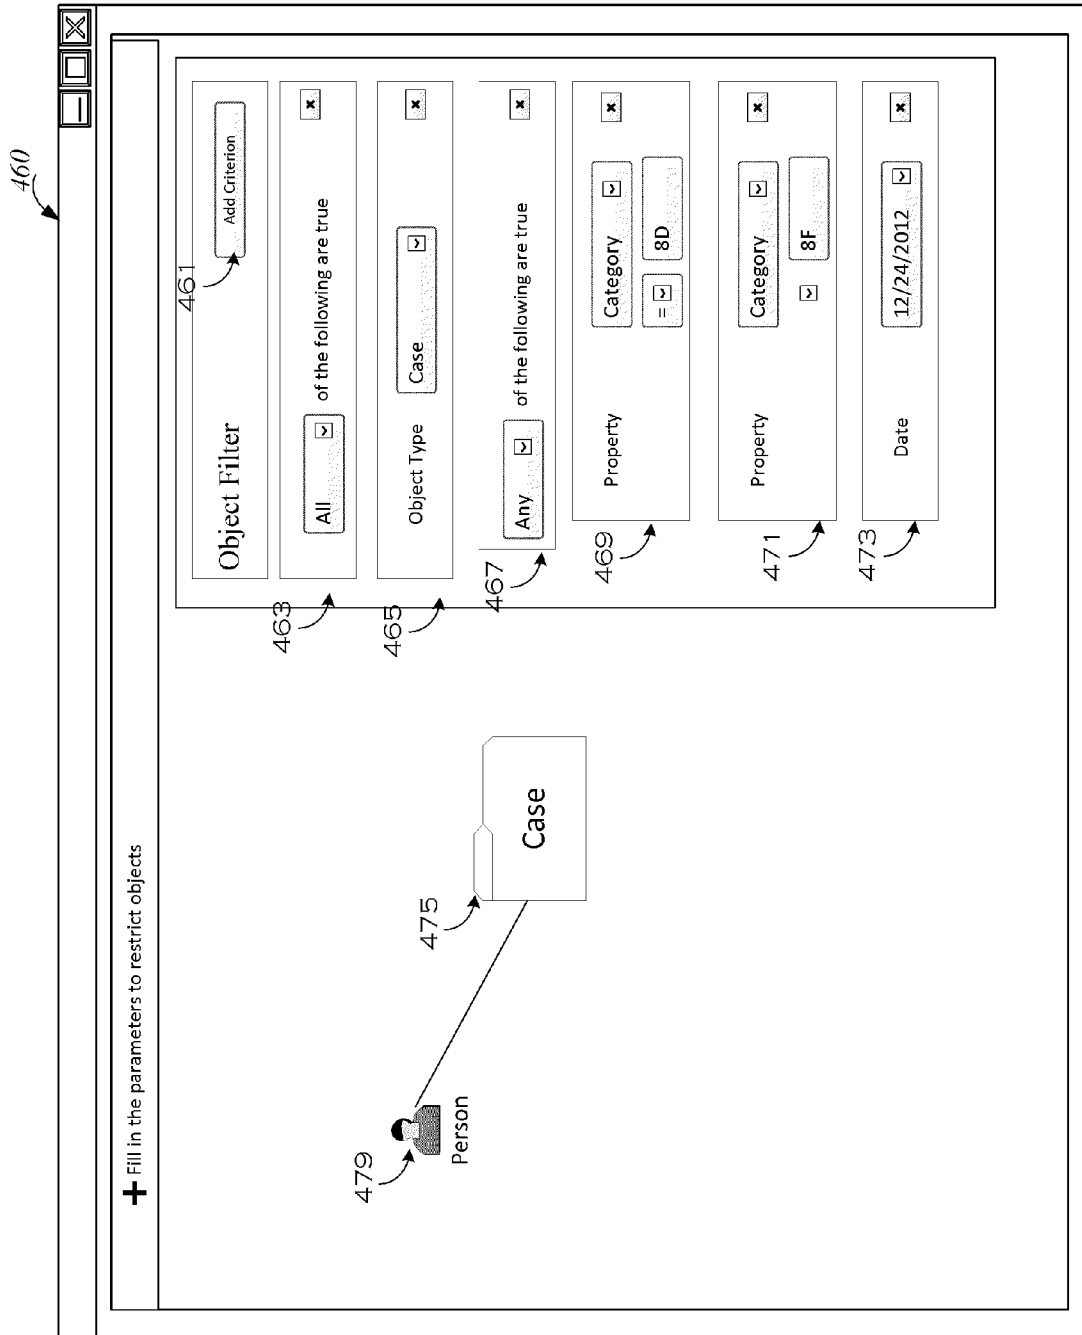 460
+ Fill in the parameters to restrict objects
Object Filter
Add Criterion
461
All
of the following are true
463
Object Type
Case
465
Any
of the following are true
467
Property
Category
=
8D
469
Property
Category
8F
471
Date
12/24/2012
473
479
Person
475
Case